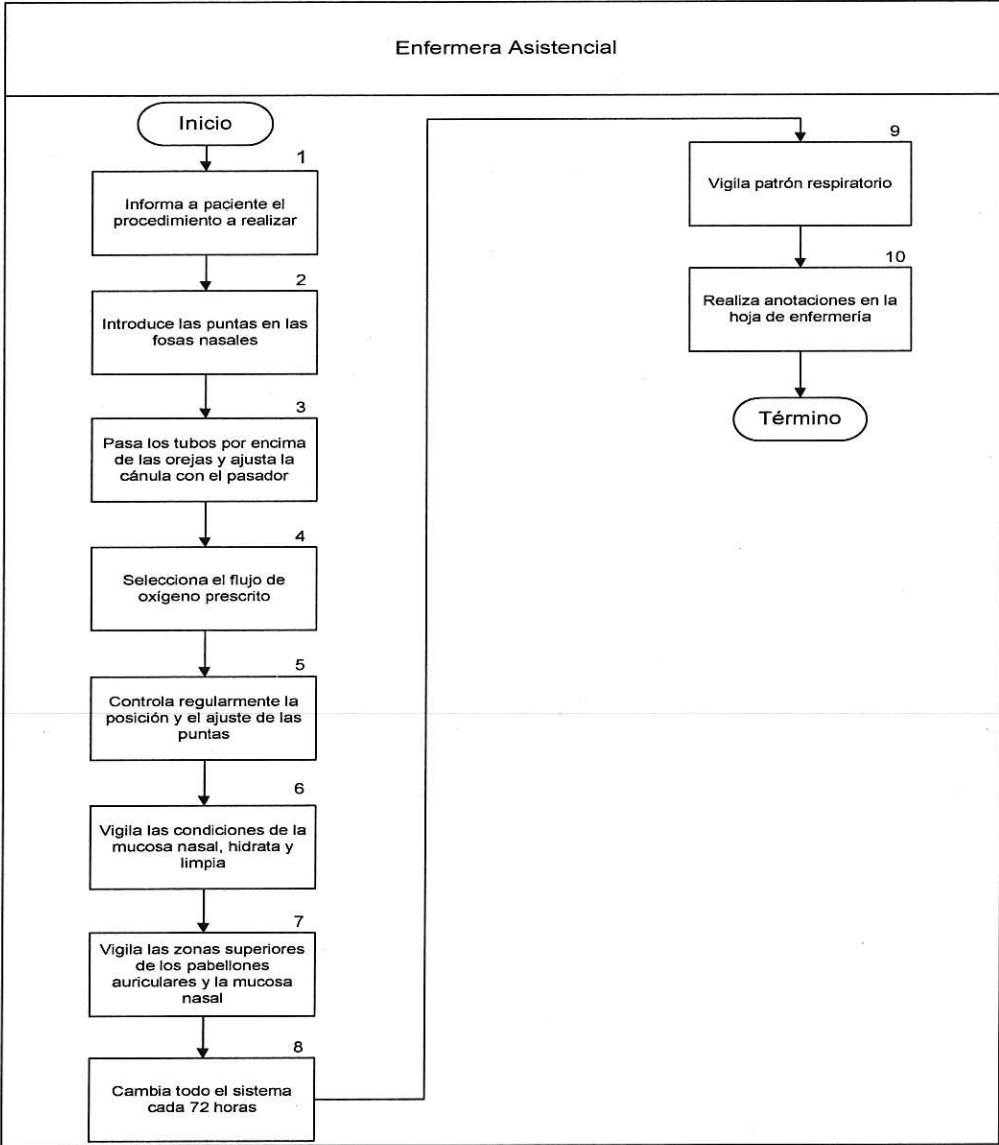 Enfermera Asistencial
Inicio
1
Informa a paciente el
procedimiento a realizar
2
Introduce las puntas en las
fosas nasales
3
Pasa los tubos por encima
de las orejas y ajusta la
cánula con el pasador
4
Selecciona el flujo de
oxígeno prescrito
5
Controla regularmente la
posición y el ajuste de las
puntas
6
Vigila las condiciones de la
mucosa nasal, hidrata y
limpia
7
Vigila las zonas superiores
de los pabellones
auriculares y la mucosa
nasal
8
Cambia todo el sistema
cada 72 horas
9
Vigila patrón respiratorio
10
Realiza anotaciones en la
hoja de enfermería
Término